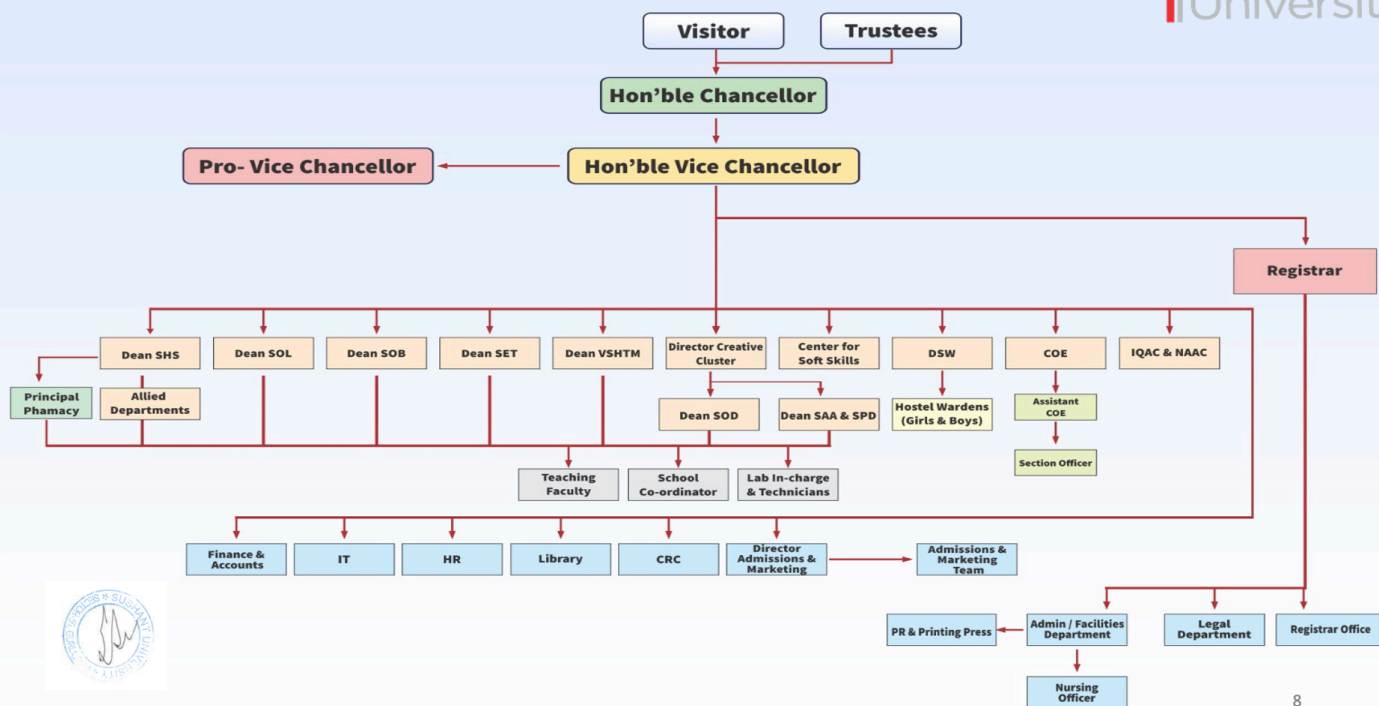 University
Visitor
Trustees
Hon’ble Chancellor
Pro- Vice Chancellor
Hon’ble Vice Chancellor
Registrar
Dean SHS
Dean SOL
Dean SOB
Dean SET
Dean VSHTM
Director Creative
Cluster
Center for
Soft Skills
DSW
COE
IQAC & NAAC
Principal
Phamacy
Allied
Departments
Dean SOD
Dean SAA & SPD
Hostel Wardens
(Girls & Boys)
Assistant
COE
Section Officer
Teaching
Faculty
School
Co-ordinator
Lab In-charge
& Technicians
Finance &
Accounts
IT
HR
Library
CRC
Director
Admissions &
Marketing
Admissions &
Marketing
Team
PR & Printing Press
Admin / Facilities
Department
Legal
Department
Registrar Office
Nursing
Officer
SUSHANT UNIVERSITY
8